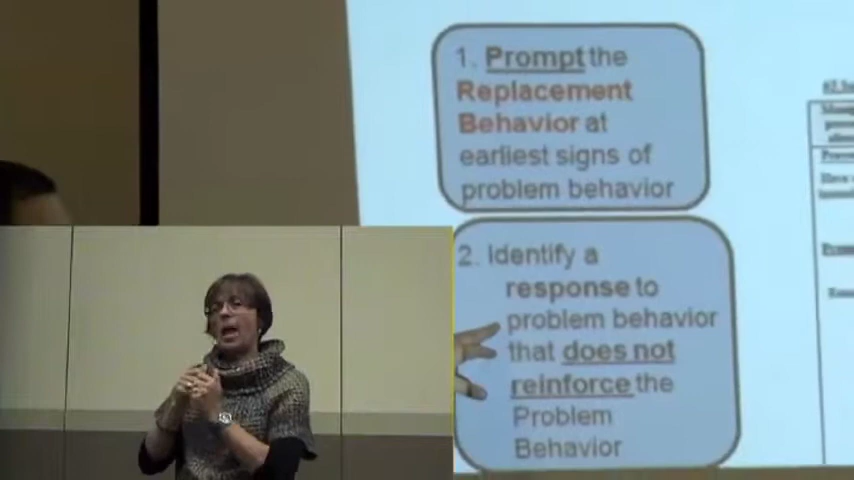 1. Prompt the
Replacement
Behavior at
earliest signs of
problem behavior
2. Identify a
response to
problem behavior
that does not
reinforce the
Problem
Behavior